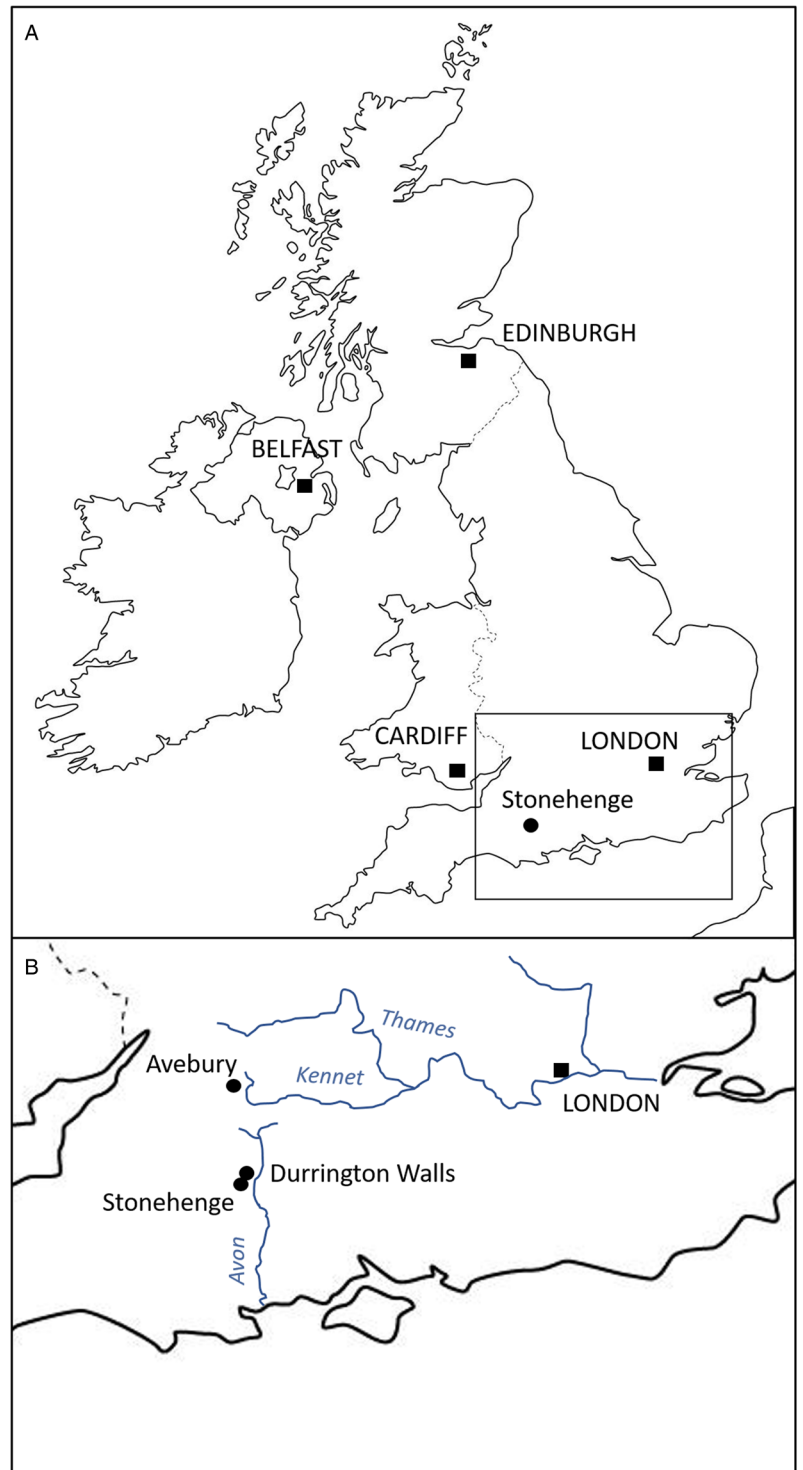 A
EDINBURGH
BELFAST
CARDIFF
LONDON
Stonehenge
B
Thames
Avebury
Kennet
LONDON
Durrington Walls
Stonehenge
Avon